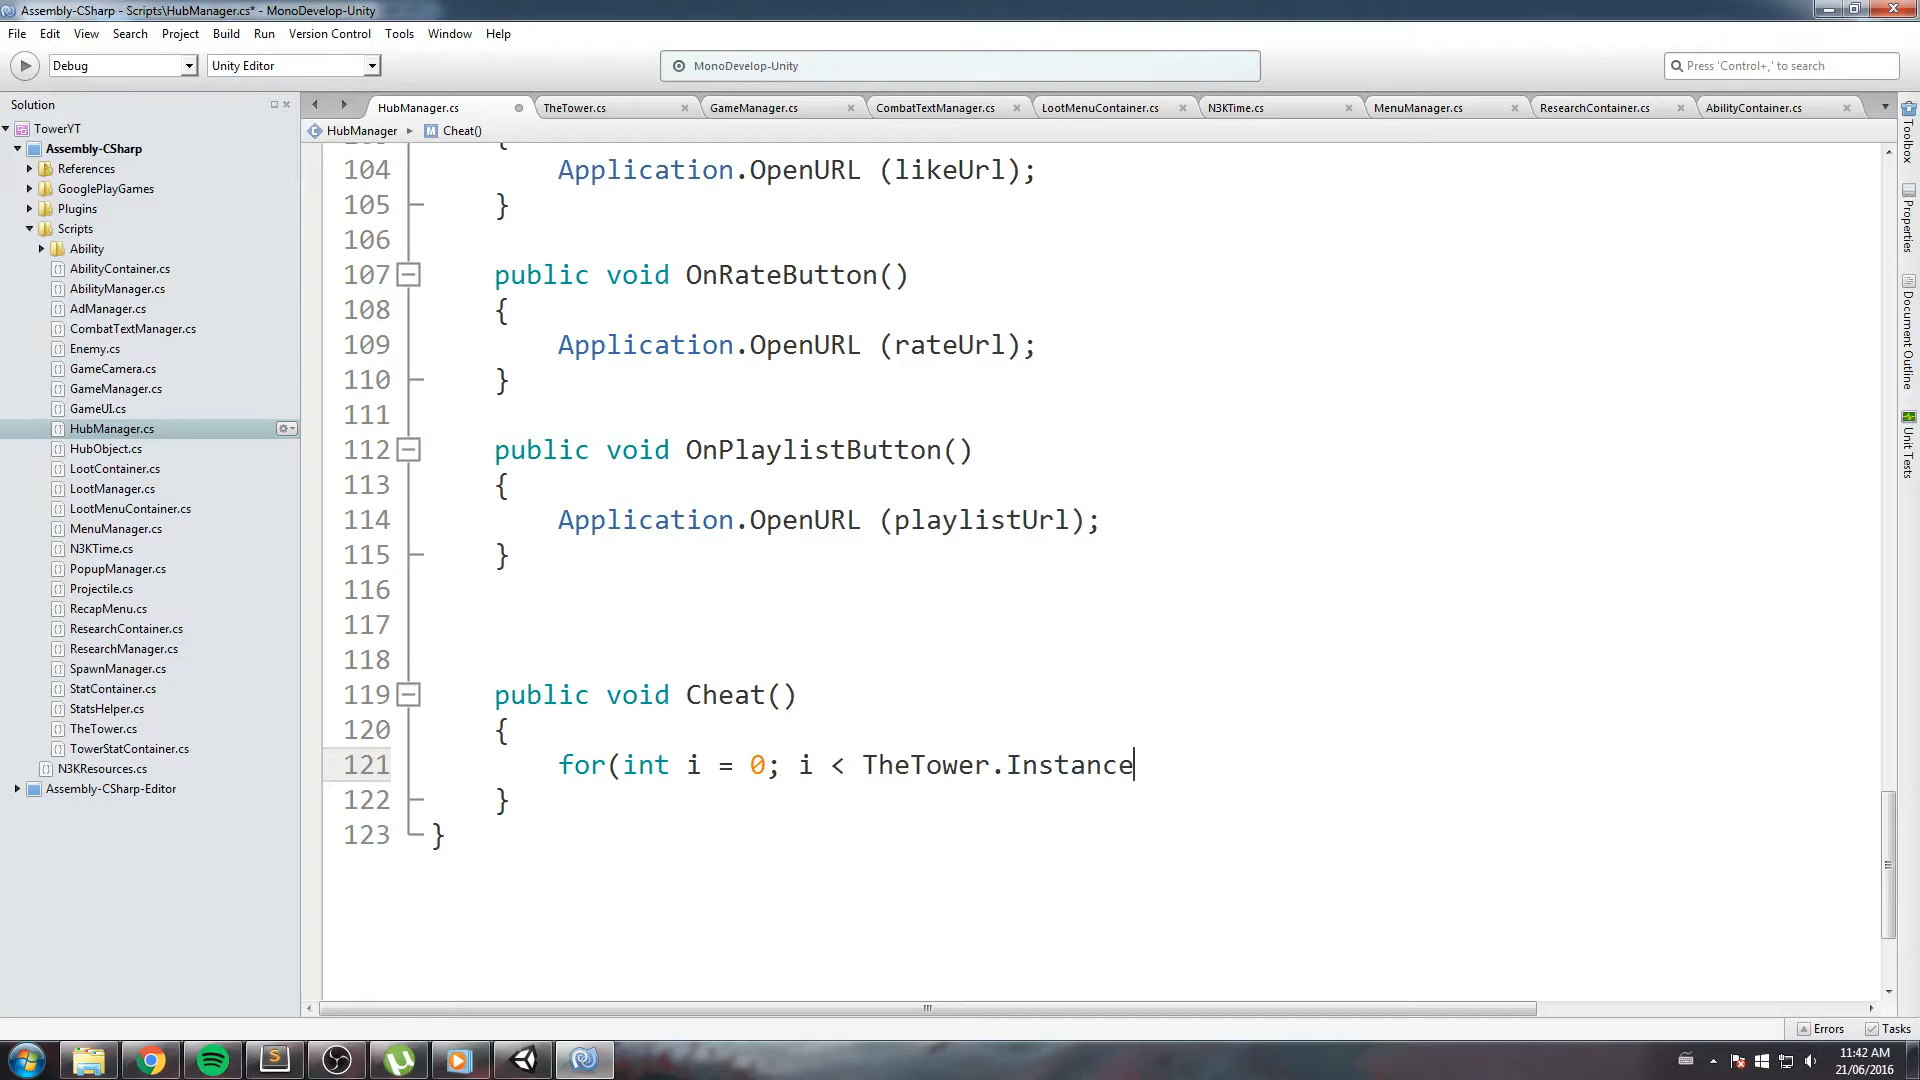 Assembly-CSharp - Scripts\HubManager.cs* - MonoDevelop-Unity
File Edit View Search Project Build Run Version Control Tools Window Help
Debug Unity Editor MonoDevelop-Unity Press 'Control+,' to search
Solution
TowerYT
Assembly-CSharp
References
GooglePlayGames
Plugins
Scripts
Ability
AbilityContainer.cs
AbilityManager.cs
AdManager.cs
CombatTextManager.cs
Enemy.cs
GameCamera.cs
GameManager.cs
GameUI.cs
HubManager.cs
HubObject.cs
LootContainer.cs
LootManager.cs
LootMenuContainer.cs
MenuManager.cs
N3KTime.cs
PopupManager.cs
Projectile.cs
RecapMenu.cs
ResearchContainer.cs
ResearchManager.cs
SpawnManager.cs
StatContainer.cs
StatsHelper.cs
TheTower.cs
TowerStatContainer.cs
N3KResources.cs
Assembly-CSharp-Editor
HubManager.cs TheTower.cs GameManager.cs CombatTextManager.cs LootMenuContainer.cs N3KTime.cs MenuManager.cs ResearchContainer.cs AbilityContainer.cs
HubManager Cheat()
104 Application.OpenURL (likeUrl);
105 }
106
107 public void OnRateButton()
108 {
109 Application.OpenURL (rateUrl);
110 }
111
112 public void OnPlaylistButton()
113 {
114 Application.OpenURL (playlistUrl);
115 }
116
117
118
119 public void Cheat()
120 {
121 for(int i = 0; i < TheTower.Instance
122 }
123 }
Toolbox
Properties
Document Outline
Unit Tests
Errors Tasks
11:42 AM
21/06/2016